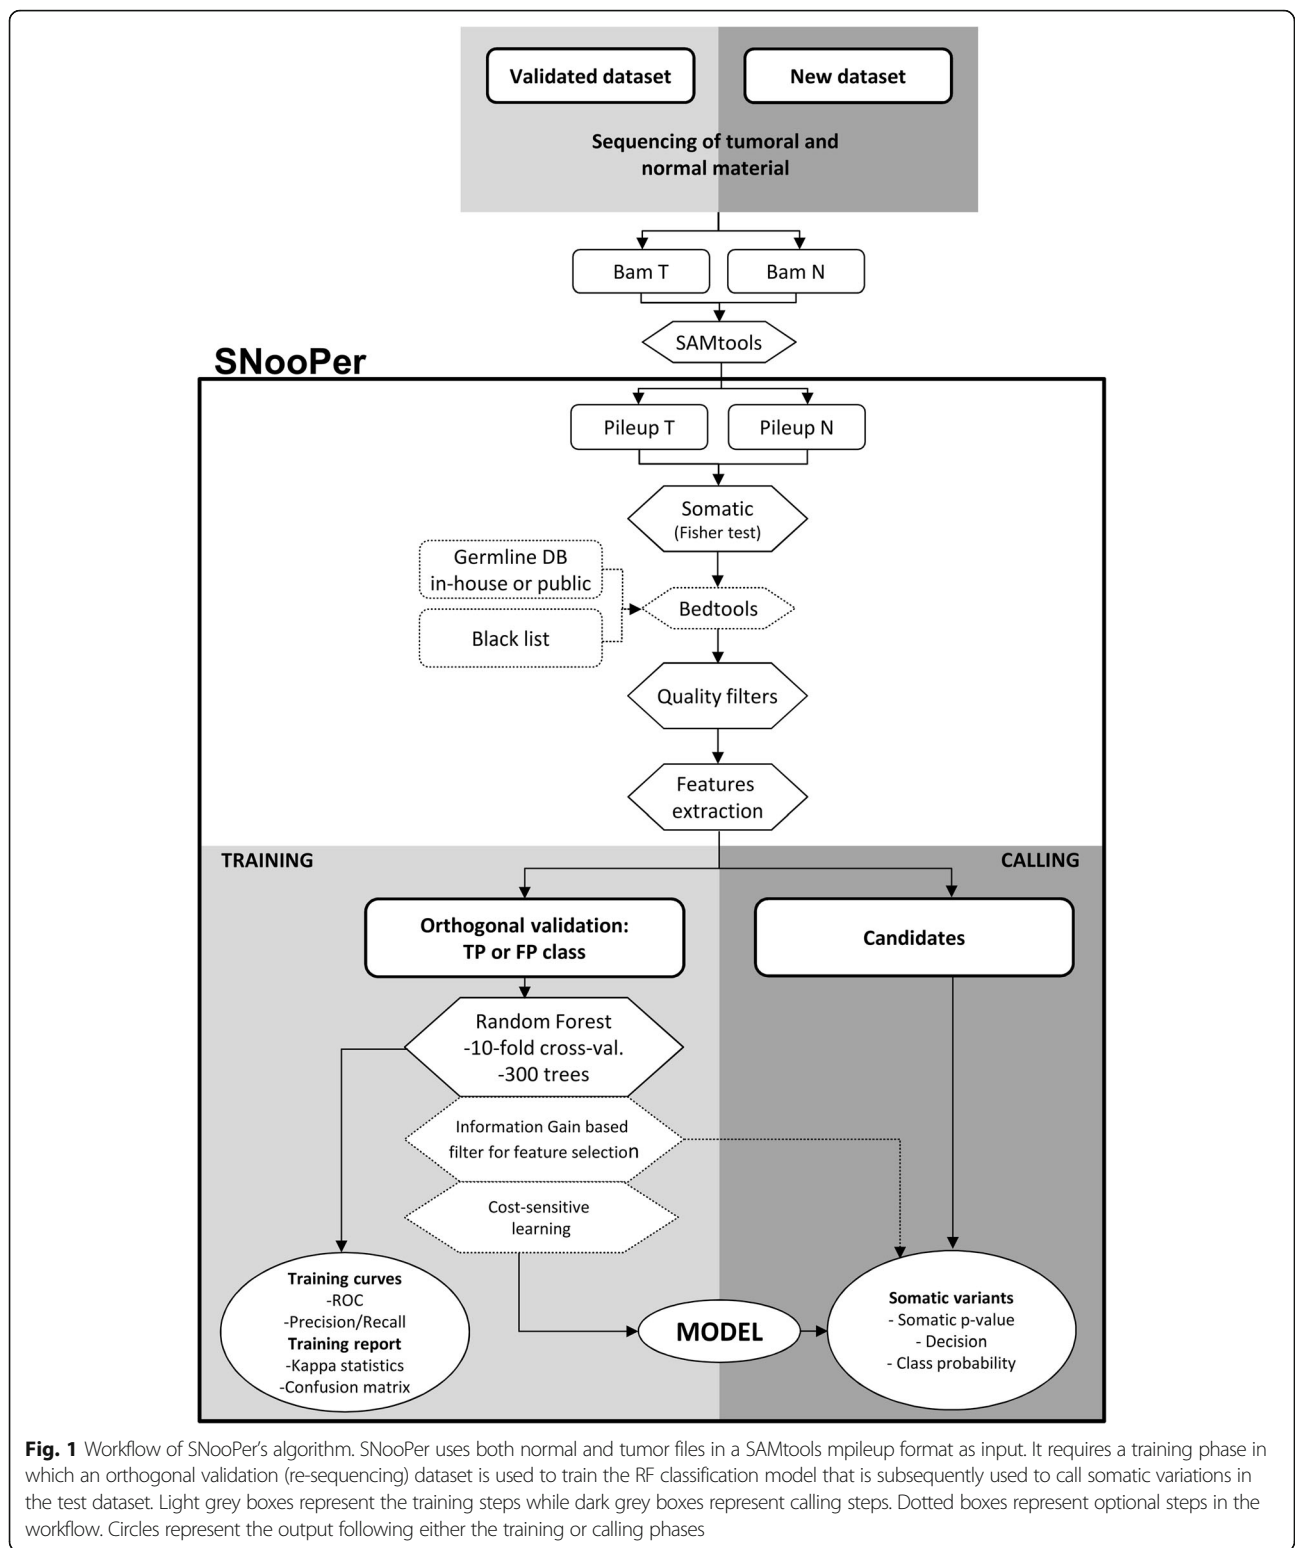 Validated dataset
New dataset
Sequencing of tumoral and
normal material
Bam T
Bam N
SAMtools
SNooPer
Pileup T
Pileup N
Somatic
(Fisher test)
Germline DB
in-house or public
Bedtools
Black list
Quality filters
Features
extraction
TRAINING
CALLING
Orthogonal validation:
TP or FP class
Candidates
Random Forest
-10-fold cross-val.
-300 trees
Information Gain based
filter for feature selection
Cost-sensitive
learning
Training curves
-ROC
-Precision/Recall
Training report
-Kappa statistics
-Confusion matrix
MODEL
Somatic variants
- Somatic p-value
- Decision
- Class probability
Fig. 1 Workflow of SNooPer's algorithm. SNooPer uses both normal and tumor files in a SAMtools mpileup format as input. It requires a training phase in
which an orthogonal validation (re-sequencing) dataset is used to train the RF classification model that is subsequently used to call somatic variations in
the test dataset. Light grey boxes represent the training steps while dark grey boxes represent calling steps. Dotted boxes represent optional steps in the
workflow. Circles represent the output following either the training or calling phases